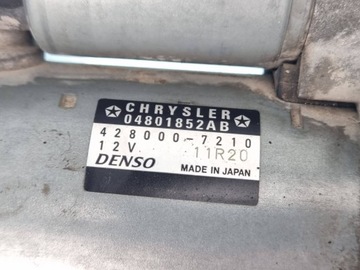 CHRYSLER
04801852AB
428000-7210
12V 11R20
DENSO MADE IN JAPAN